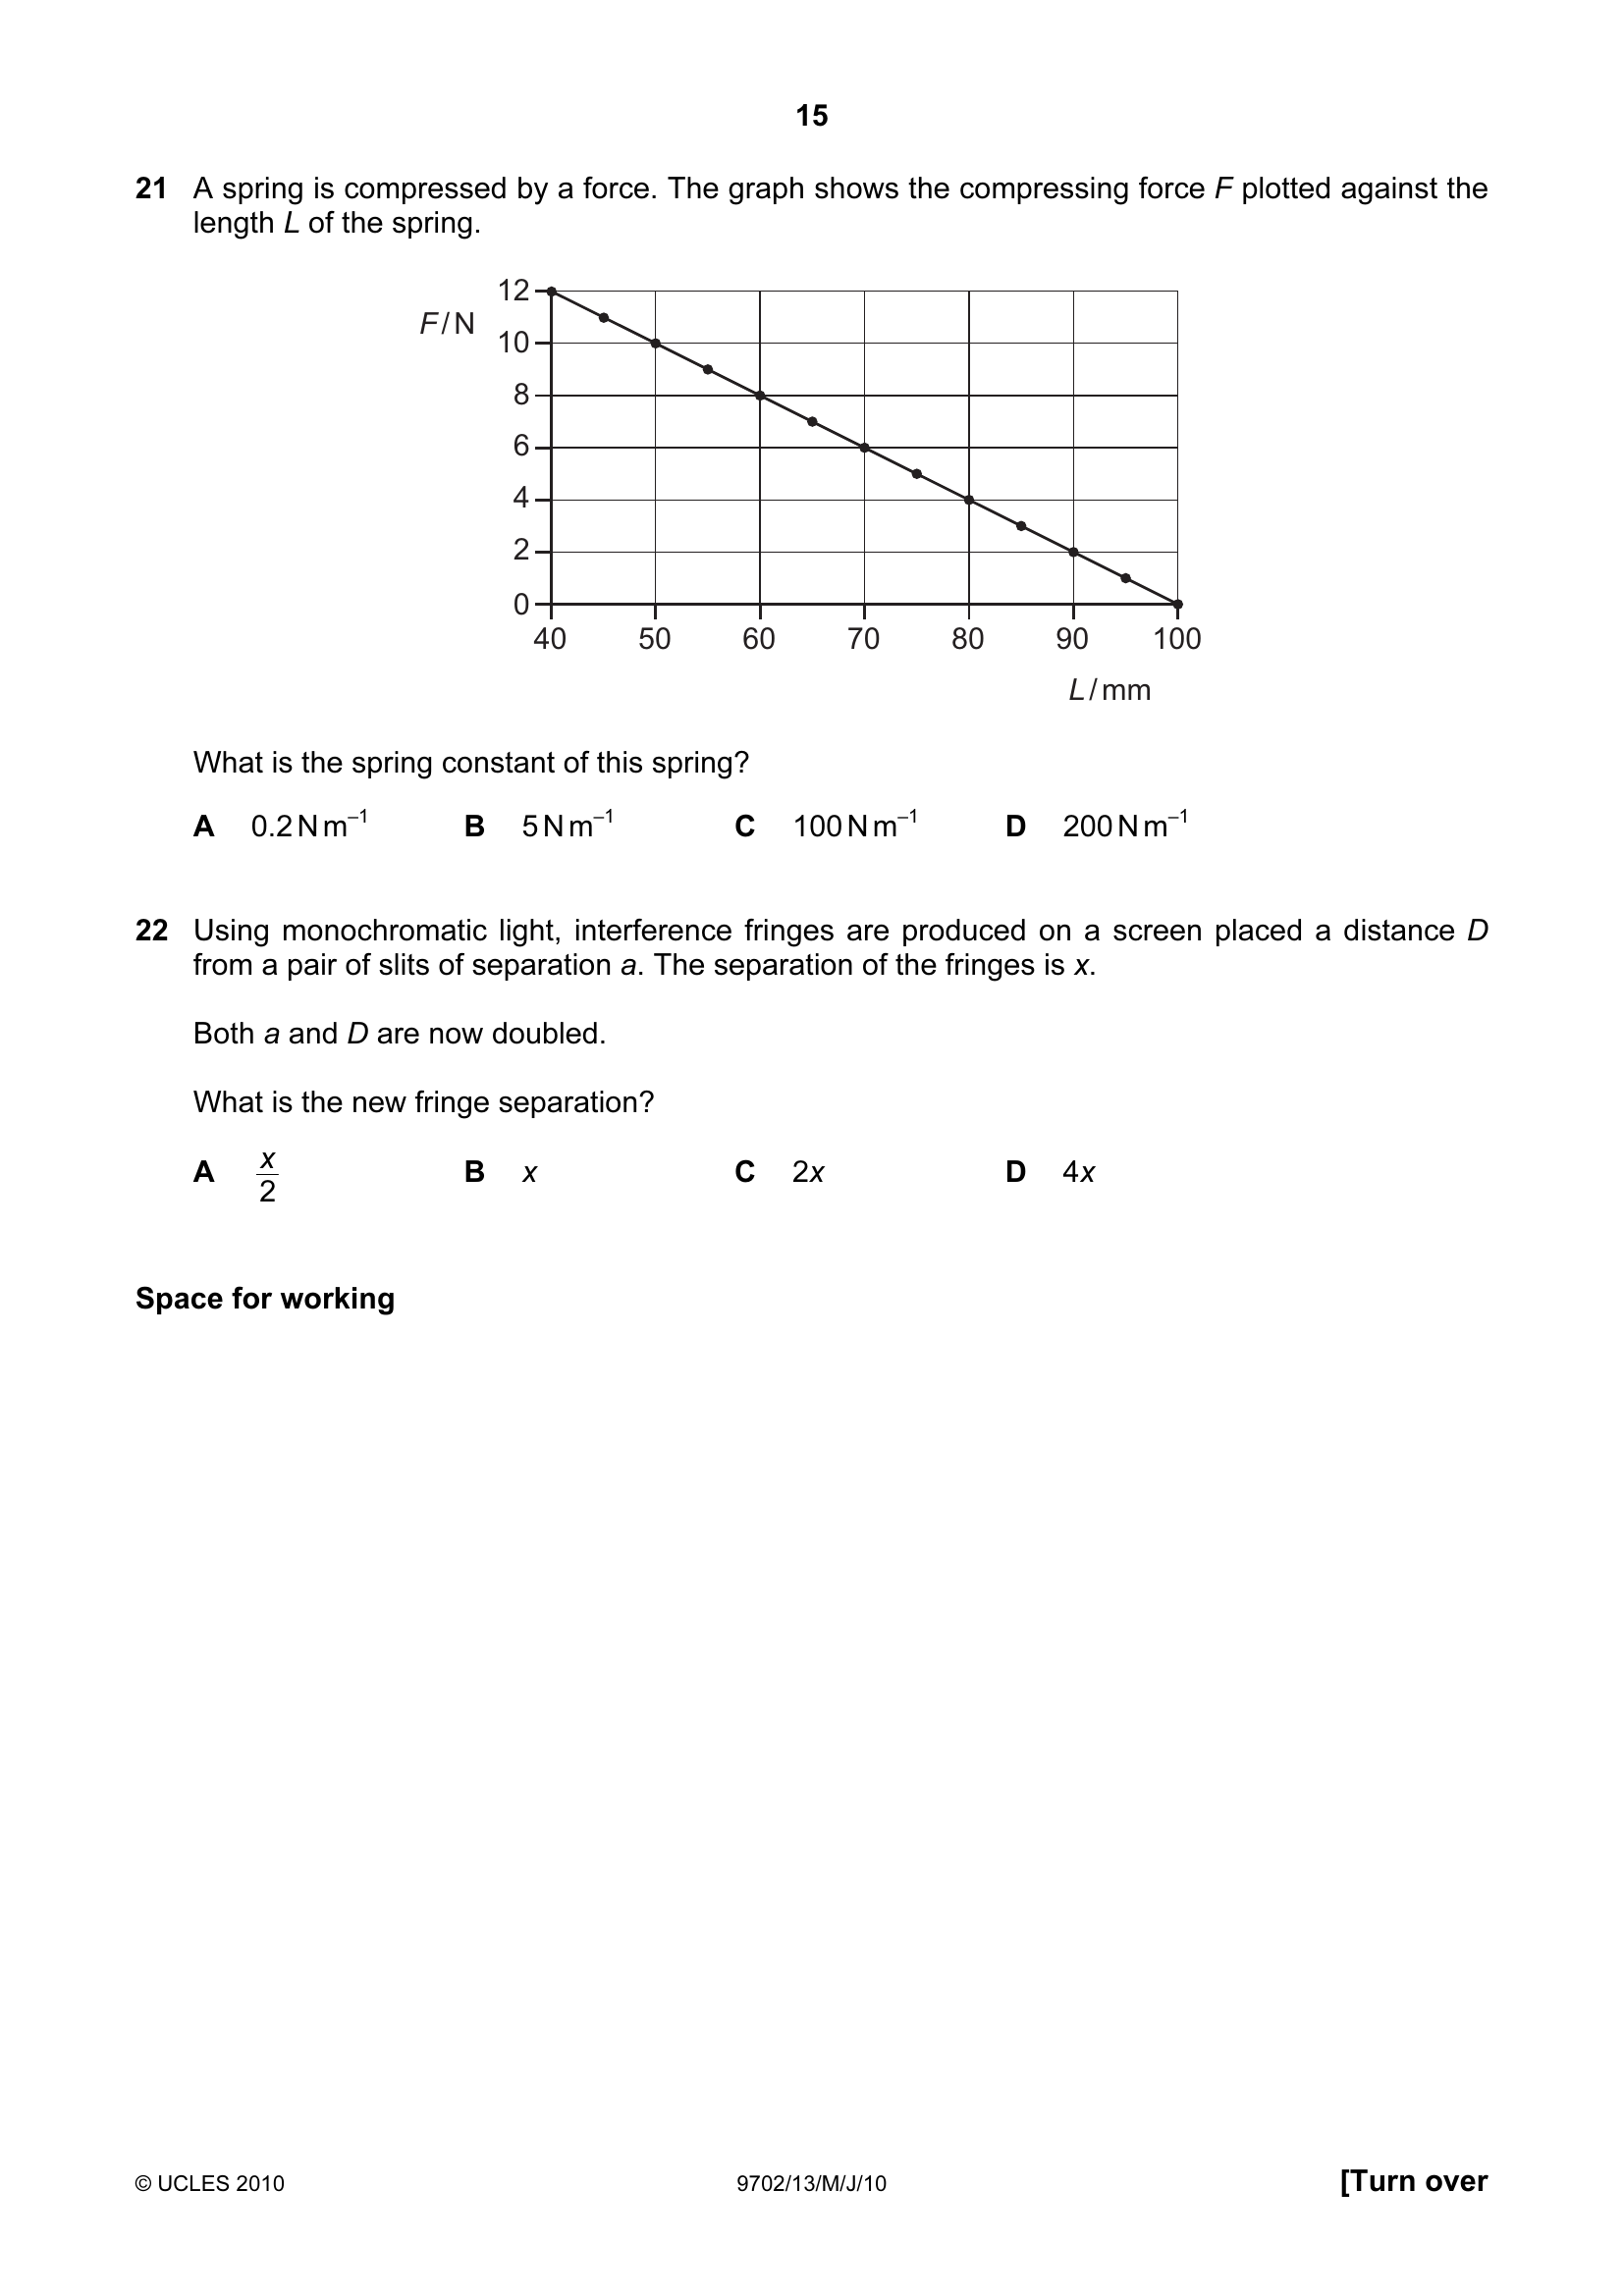 15
21 A spring is compressed by a force. The graph shows the compressing force F plotted against the
length L of the spring.
12
F / N
10
8
6
4
2
0
40 50 60 70 80 90 100
L / mm
What is the spring constant of this spring?
A 0.2 N m⁻¹ B 5 N m⁻¹ C 100 N m⁻¹ D 200 N m⁻¹
22 Using monochromatic light, interference fringes are produced on a screen placed a distance D
from a pair of slits of separation a. The separation of the fringes is x.
Both a and D are now doubled.
What is the new fringe separation?
A x/2 B x C 2x D 4x
Space for working
© UCLES 2010 9702/13/M/J/10 [Turn over